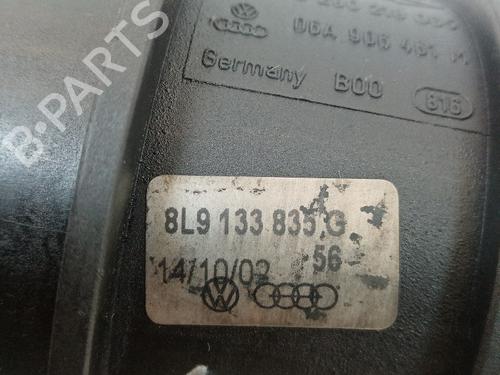 B-PARTS
06A 906 461
Germany B00 816
8L9 133 835 G
14/10/02 56